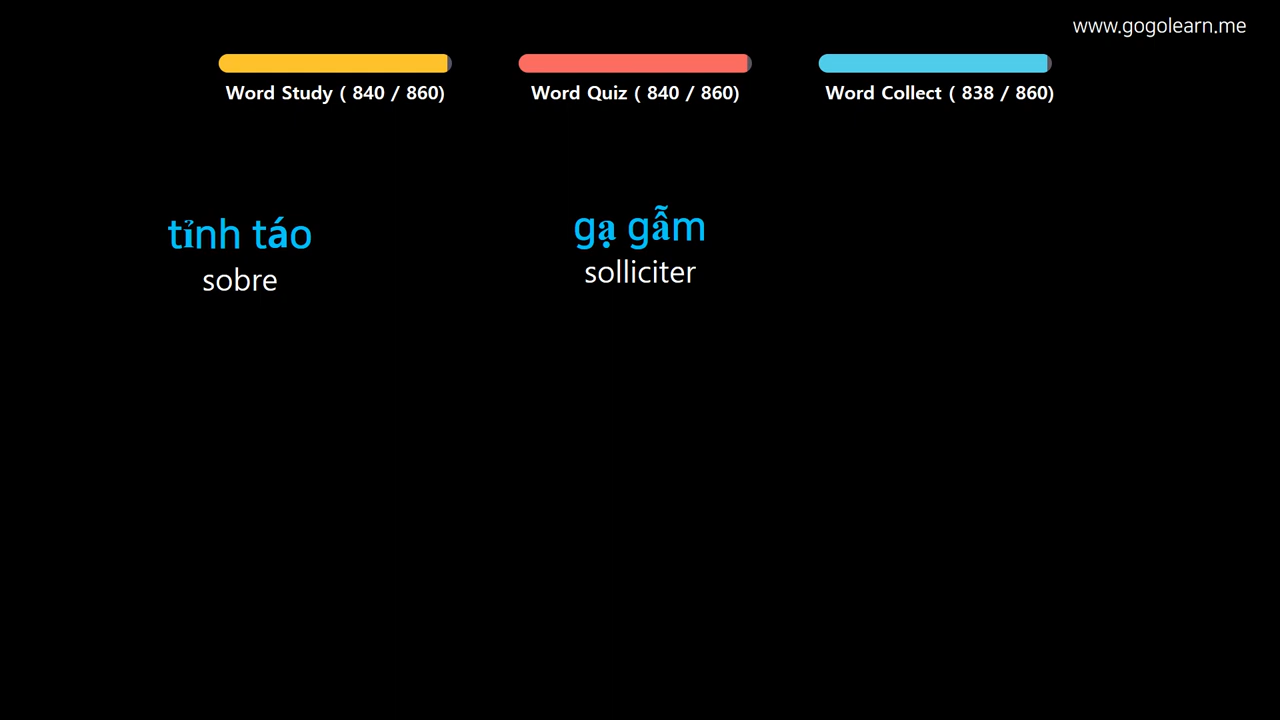 www.gogolearn.me
Word Study ( 840 / 860)
Word Quiz ( 840 / 860)
Word Collect ( 838 / 860)
tỉnh táo
sobre
gạ gẫm
solliciter